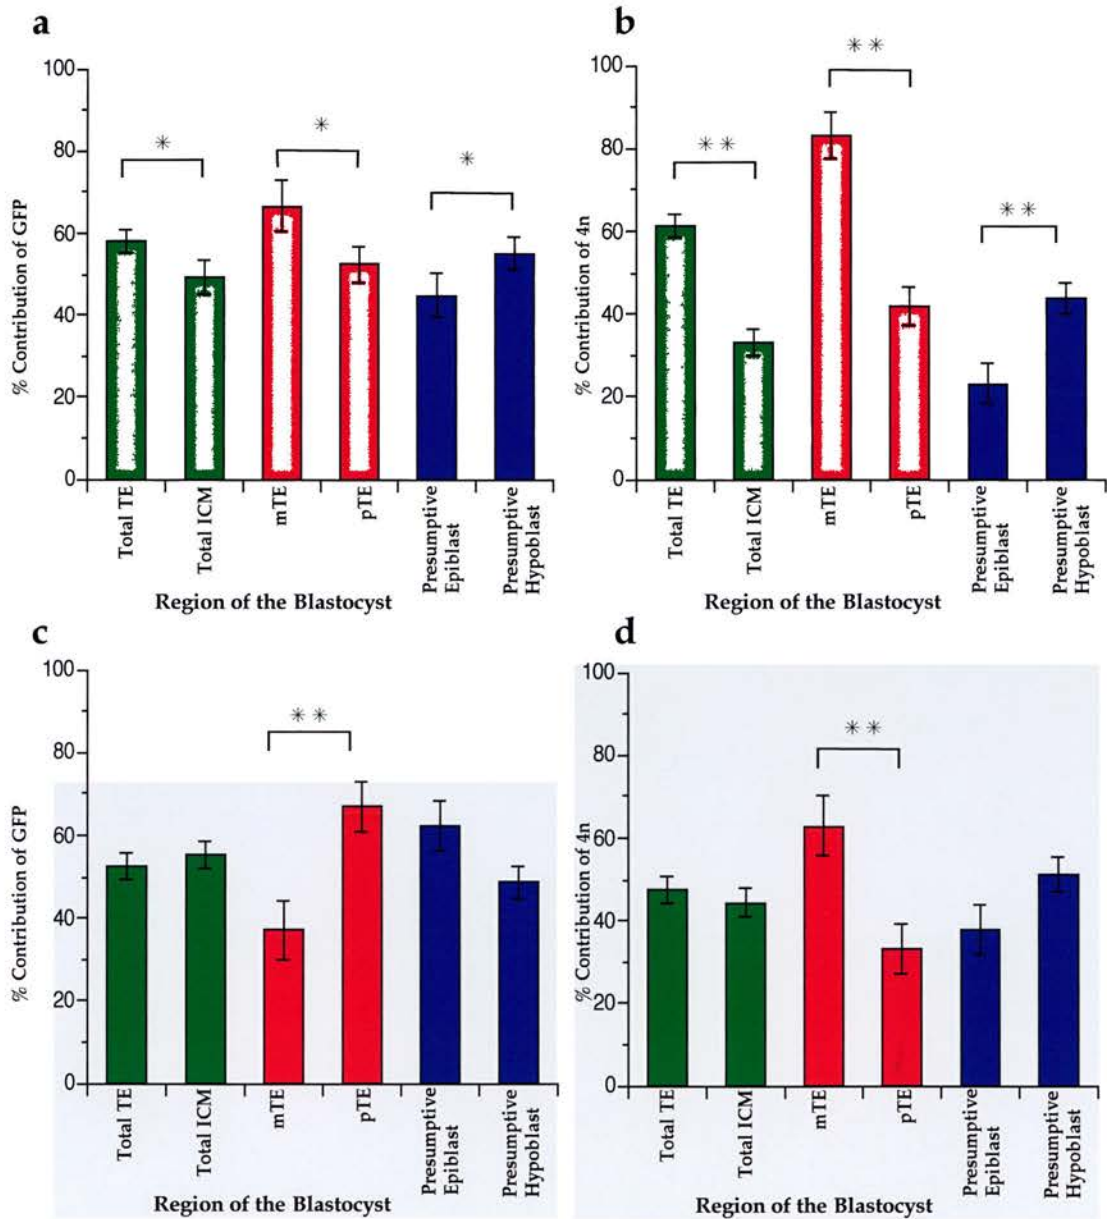 a
% Contribution of GFP
100
80
60
40
20
0
*
*
*
Total TE
Total ICM
mTE
pTE
Presumptive
Epiblast
Presumptive
Hypoblast
Region of the Blastocyst
b
% Contribution of 4n
100
80
60
40
20
0
**
**
**
Total TE
Total ICM
mTE
pTE
Presumptive
Epiblast
Presumptive
Hypoblast
Region of the Blastocyst
c
% Contribution of GFP
100
80
60
40
20
0
**
Total TE
Total ICM
mTE
pTE
Presumptive
Epiblast
Presumptive
Hypoblast
Region of the Blastocyst
d
% Contribution of 4n
100
80
60
40
20
0
**
Total TE
Total ICM
mTE
pTE
Presumptive
Epiblast
Presumptive
Hypoblast
Region of the Blastocyst